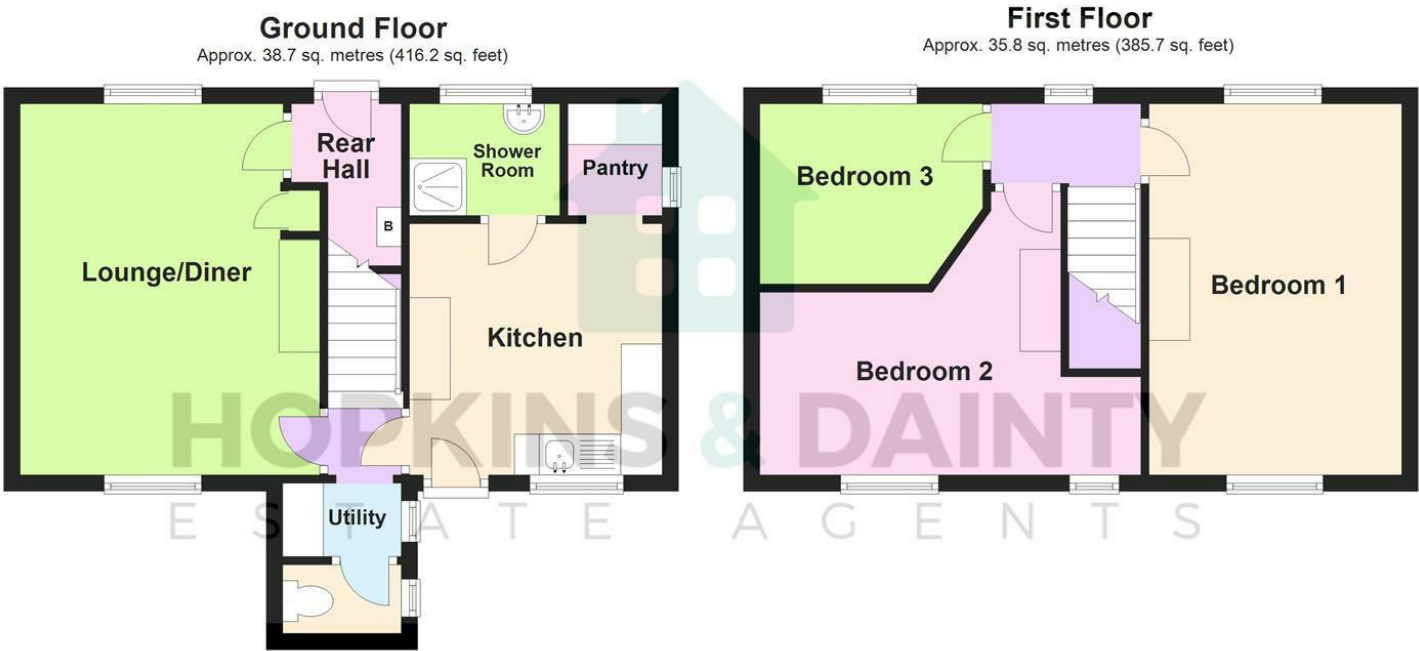 Ground Floor
Approx. 38.7 sq. metres (416.2 sq. feet)
Rear
Hall
Shower
Room
Pantry
B
Lounge/Diner
Kitchen
Utility
First Floor
Approx. 35.8 sq. metres (385.7 sq. feet)
Bedroom 3
Bedroom 1
Bedroom 2
HOPKINS & DAINTY
ESTATE AGENTS